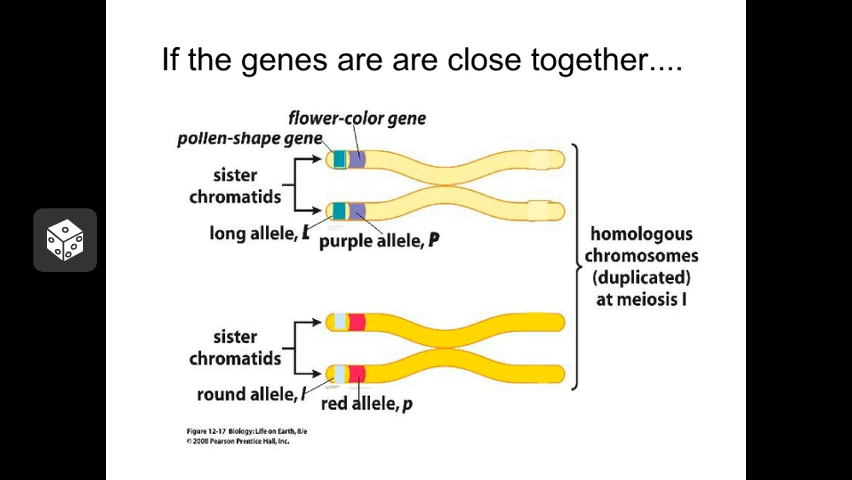 If the genes are are close together....
flower-color gene
pollen-shape gene
sister
chromatids
long allele, L
purple allele, P
homologous
chromosomes
(duplicated)
at meiosis I
sister
chromatids
round allele, l
red allele, p
Figure 12-17 Biology: Life on Earth, 8/e
© 2008 Pearson Prentice Hall, Inc.